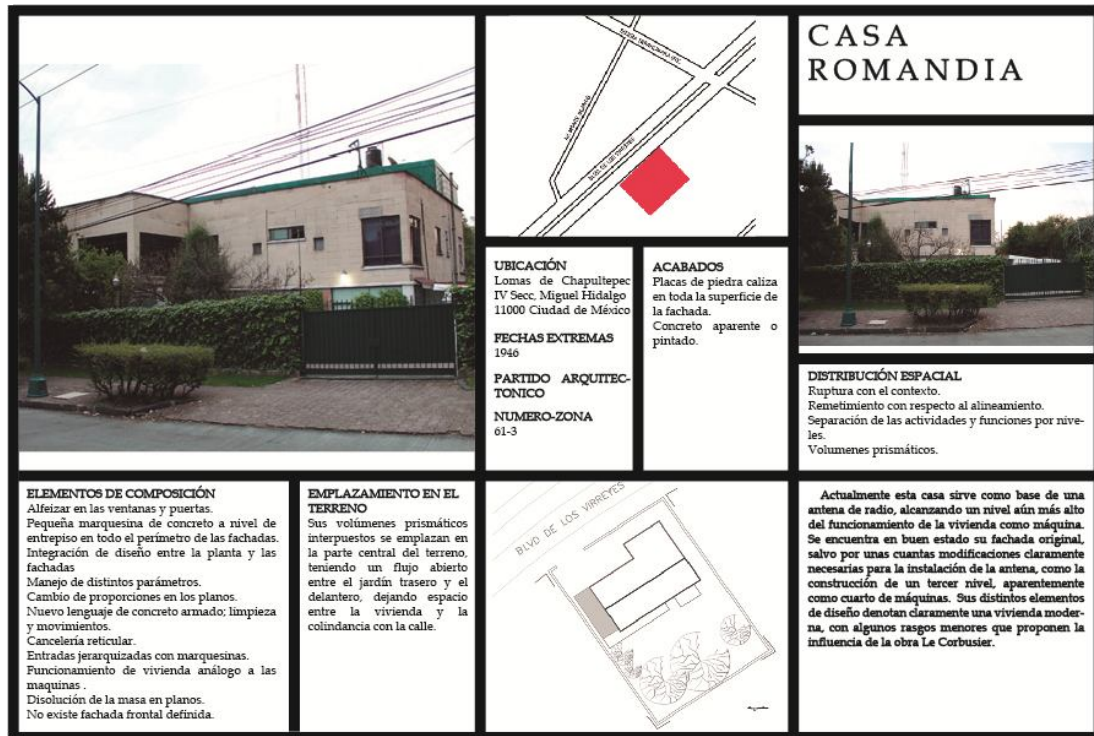 CASA
ROMANDIA
BLVD DE LOS VIRREYES
UBICACIÓN
Lomas de Chapultepec
IV Secc, Miguel Hidalgo
11000 Ciudad de México
FECHAS EXTREMAS
1946
PARTIDO ARQUITEC-
TONICO
NUMERO-ZONA
61-3
ACABADOS
Placas de piedra caliza
en toda la superficie de
la fachada.
Concreto aparente o
pintado.
DISTRIBUCIÓN ESPACIAL
Ruptura con el contexto.
Remetimiento con respecto al alineamiento.
Separación de las actividades y funciones por nive-
les.
Volumenes prismáticos.
ELEMENTOS DE COMPOSICIÓN
Alfeizar en las ventanas y puertas.
Pequeña marquesina de concreto a nivel de
entrepiso en todo el perímetro de las fachadas.
Integración de diseño entre la planta y las
fachadas
Manejo de distintos parámetros.
Cambio de proporciones en los planos.
Nuevo lenguaje de concreto armado; limpieza
y movimientos.
Cancelería reticular.
Entradas jerarquizadas con marquesinas.
Funcionamiento de vivienda análogo a las
maquinas .
Disolución de la masa en planos.
No existe fachada frontal definida.
EMPLAZAMIENTO EN EL
TERRENO
Sus volúmenes prismáticos
interpuestos se emplazan en
la parte central del terreno,
teniendo un flujo abierto
entre el jardín trasero y el
delantero, dejando espacio
entre la vivienda y la
colindancia con la calle.
BLVD DE LOS VIRREYES
Actualmente esta casa sirve como base de una
antena de radio, alcanzando un nivel aún más alto
del funcionamiento de la vivienda como máquina.
Se encuentra en buen estado su fachada original,
salvo por unas cuantas modificaciones claramente
necesarias para la instalación de la antena, como la
construcción de un tercer nivel, aparentemente
como cuarto de máquinas. Sus distintos elementos
de diseño denotan claramente una vivienda moder-
na, con algunos rasgos menores que proponen la
influencia de la obra Le Corbusier.